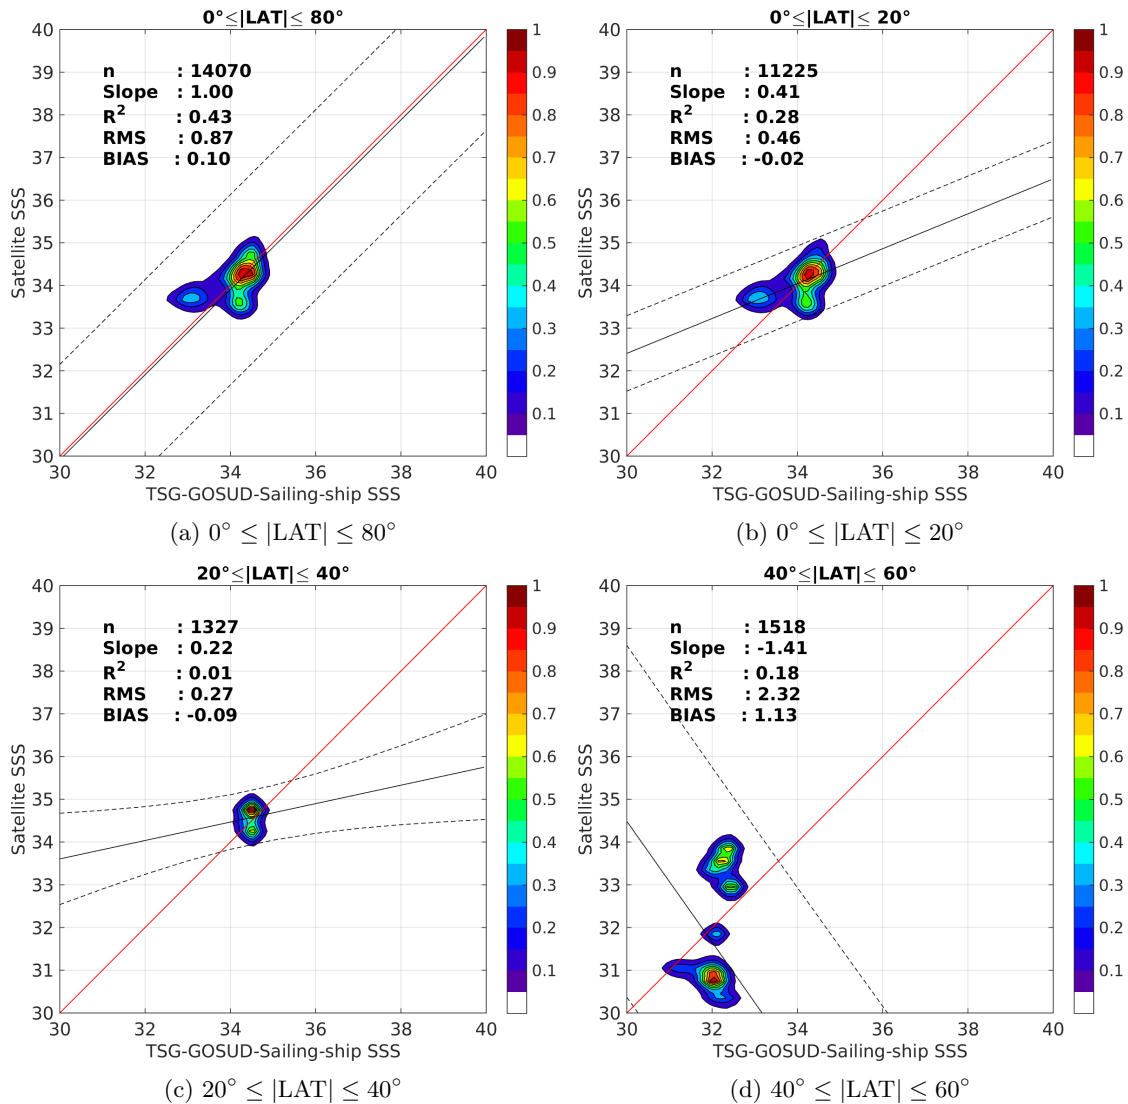 0°≤|LAT|≤ 80°
n : 14070
Slope : 1.00
R² : 0.43
RMS : 0.87
BIAS : 0.10
Satellite SSS
40
39
38
37
36
35
34
33
32
31
30
30 32 34 36 38 40
TSG-GOSUD-Sailing-ship SSS
1
0.9
0.8
0.7
0.6
0.5
0.4
0.3
0.2
0.1
(a) 0° ≤ |LAT| ≤ 80°
0°≤|LAT|≤ 20°
n : 11225
Slope : 0.41
R² : 0.28
RMS : 0.46
BIAS : -0.02
Satellite SSS
40
39
38
37
36
35
34
33
32
31
30
30 32 34 36 38 40
TSG-GOSUD-Sailing-ship SSS
1
0.9
0.8
0.7
0.6
0.5
0.4
0.3
0.2
0.1
(b) 0° ≤ |LAT| ≤ 20°
20°≤|LAT|≤ 40°
n : 1327
Slope : 0.22
R² : 0.01
RMS : 0.27
BIAS : -0.09
Satellite SSS
40
39
38
37
36
35
34
33
32
31
30
30 32 34 36 38 40
TSG-GOSUD-Sailing-ship SSS
1
0.9
0.8
0.7
0.6
0.5
0.4
0.3
0.2
0.1
(c) 20° ≤ |LAT| ≤ 40°
40°≤|LAT|≤ 60°
n : 1518
Slope : -1.41
R² : 0.18
RMS : 2.32
BIAS : 1.13
Satellite SSS
40
39
38
37
36
35
34
33
32
31
30
30 32 34 36 38 40
TSG-GOSUD-Sailing-ship SSS
1
0.9
0.8
0.7
0.6
0.5
0.4
0.3
0.2
0.1
(d) 40° ≤ |LAT| ≤ 60°